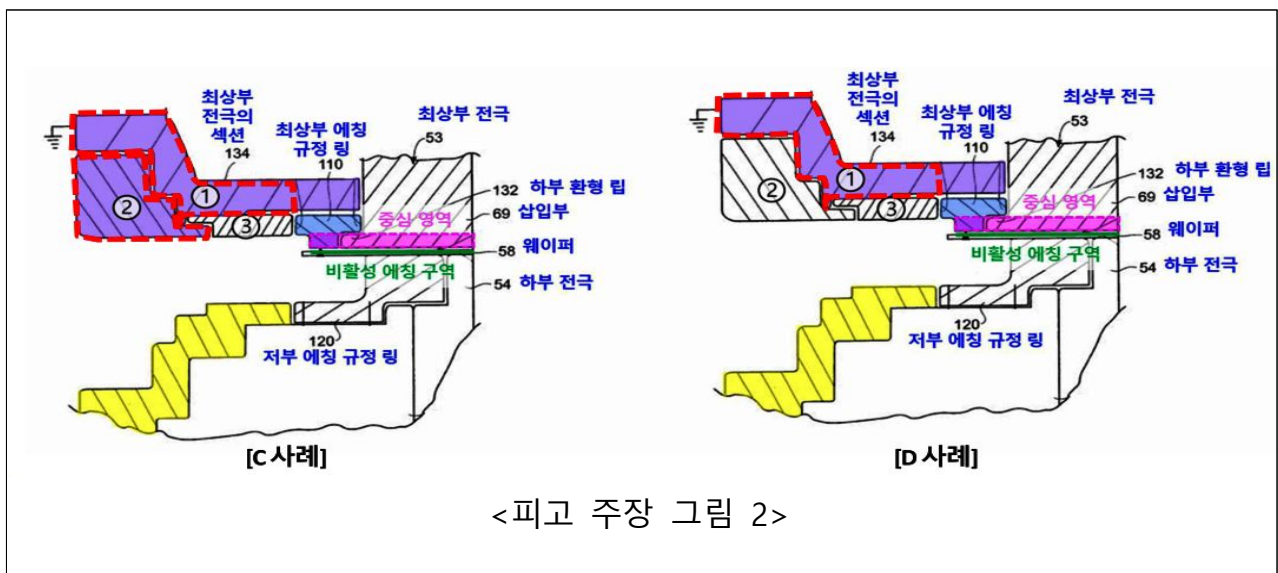 최상부
전극의
섹션
134
최상부 에칭
규정 링
110
최상부 전극
53
132 하부 환형 립
69 삽입부
중심 영역
58 웨이퍼
비활성 에칭 구역
54 하부 전극
①
②
③
120
저부 에칭 규정 링
[C 사례]
최상부
전극의
섹션
134
최상부 에칭
규정 링
110
최상부 전극
53
132 하부 환형 립
69 삽입부
중심 영역
58 웨이퍼
비활성 에칭 구역
54 하부 전극
①
②
③
120
저부 에칭 규정 링
[D 사례]
<피고 주장 그림 2>